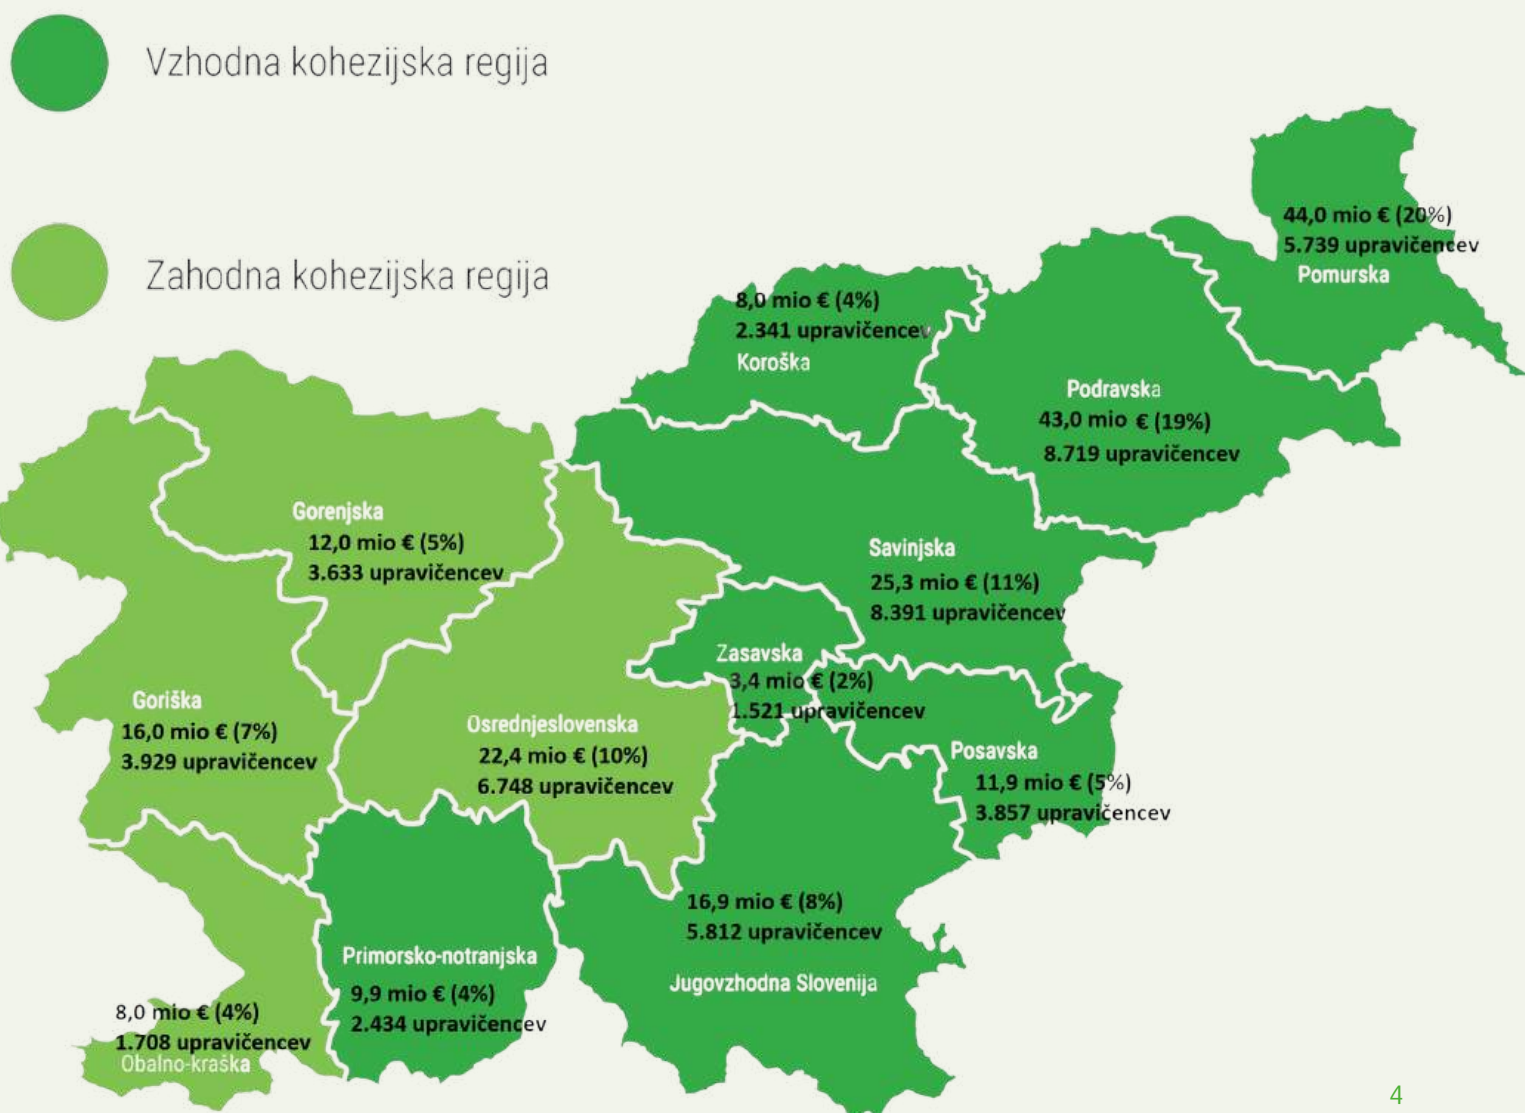 Vzhodna kohezijska regija
Zahodna kohezijska regija
44,0 mio € (20%)
5.739 upravičencev
Pomurska
8,0 mio € (4%)
2.341 upravičencev
Koroška
Podravska
43,0 mio € (19%)
8.719 upravičencev
Gorenjska
12,0 mio € (5%)
3.633 upravičencev
Savinjska
25,3 mio € (11%)
8.391 upravičencev
Zasavska
3,4 mio € (2%)
1.521 upravičencev
Goriška
16,0 mio € (7%)
3.929 upravičencev
Osrednjeslovenska
22,4 mio € (10%)
6.748 upravičencev
Posavska
11,9 mio € (5%)
3.857 upravičencev
16,9 mio € (8%)
5.812 upravičencev
Jugovzhodna Slovenija
Primorsko-notranjska
9,9 mio € (4%)
2.434 upravičencev
8,0 mio € (4%)
1.708 upravičencev
Obalno-kraška
4